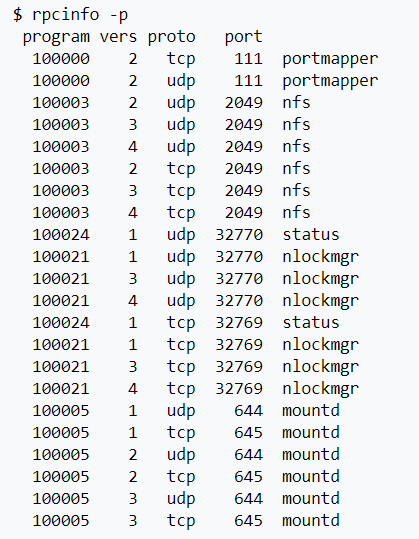 $ rpcinfo -p
program vers proto port
100000 2 tcp 111 portmapper
100000 2 udp 111 portmapper
100003 2 udp 2049 nfs
100003 3 udp 2049 nfs
100003 4 udp 2049 nfs
100003 2 tcp 2049 nfs
100003 3 tcp 2049 nfs
100003 4 tcp 2049 nfs
100024 1 udp 32770 status
100021 1 udp 32770 nlockmgr
100021 3 udp 32770 nlockmgr
100021 4 udp 32770 nlockmgr
100024 1 tcp 32769 status
100021 1 tcp 32769 nlockmgr
100021 3 tcp 32769 nlockmgr
100021 4 tcp 32769 nlockmgr
100005 1 udp 644 mountd
100005 1 tcp 645 mountd
100005 2 udp 644 mountd
100005 2 tcp 645 mountd
100005 3 udp 644 mountd
100005 3 tcp 645 mountd